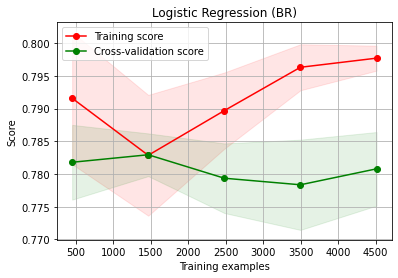 Logistic Regression (BR)
Training score
Cross-validation score
0.800
0.795
0.790
0.785
0.780
0.775
0.770
Score
500 1000 1500 2000 2500 3000 3500 4000 4500
Training examples